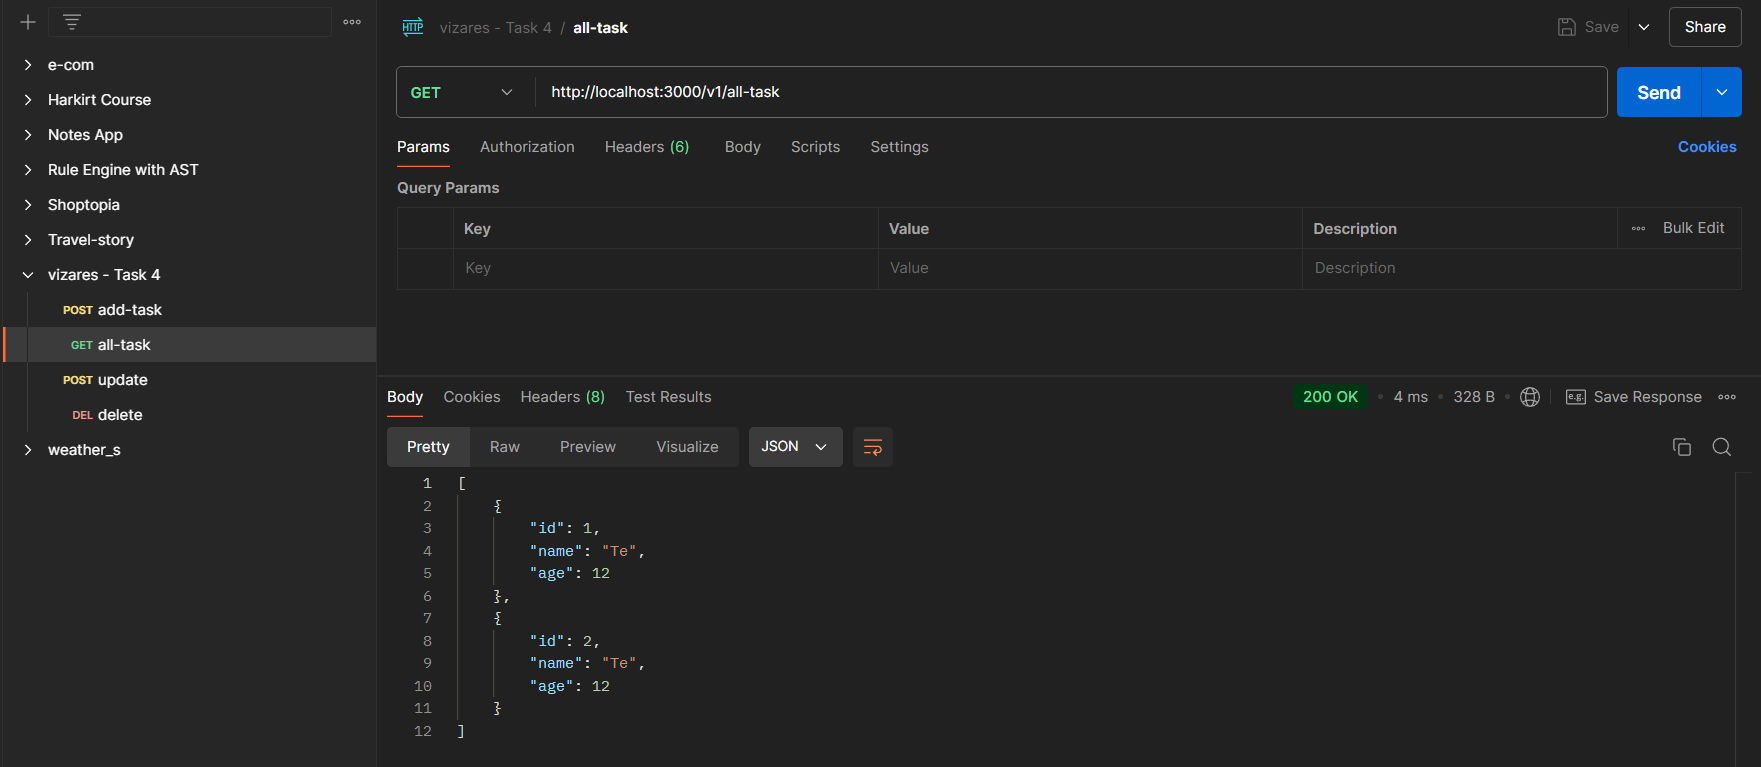 HTTP vizares - Task 4 / all-task
Save
Share
e-com
Harkirt Course
Notes App
Rule Engine with AST
Shoptopia
Travel-story
vizares - Task 4
POST add-task
GET all-task
POST update
DEL delete
weather_s
GET http://localhost:3000/v1/all-task
Send
Params Authorization Headers (6) Body Scripts Settings
Cookies
Query Params
Key Value Description Bulk Edit
Key Value Description
Body Cookies Headers (8) Test Results
200 OK • 4 ms • 328 B • e.g. Save Response
Pretty Raw Preview Visualize JSON
1 [
2 {
3 "id": 1,
4 "name": "Te",
5 "age": 12
6 },
7 {
8 "id": 2,
9 "name": "Te",
10 "age": 12
11 }
12 ]